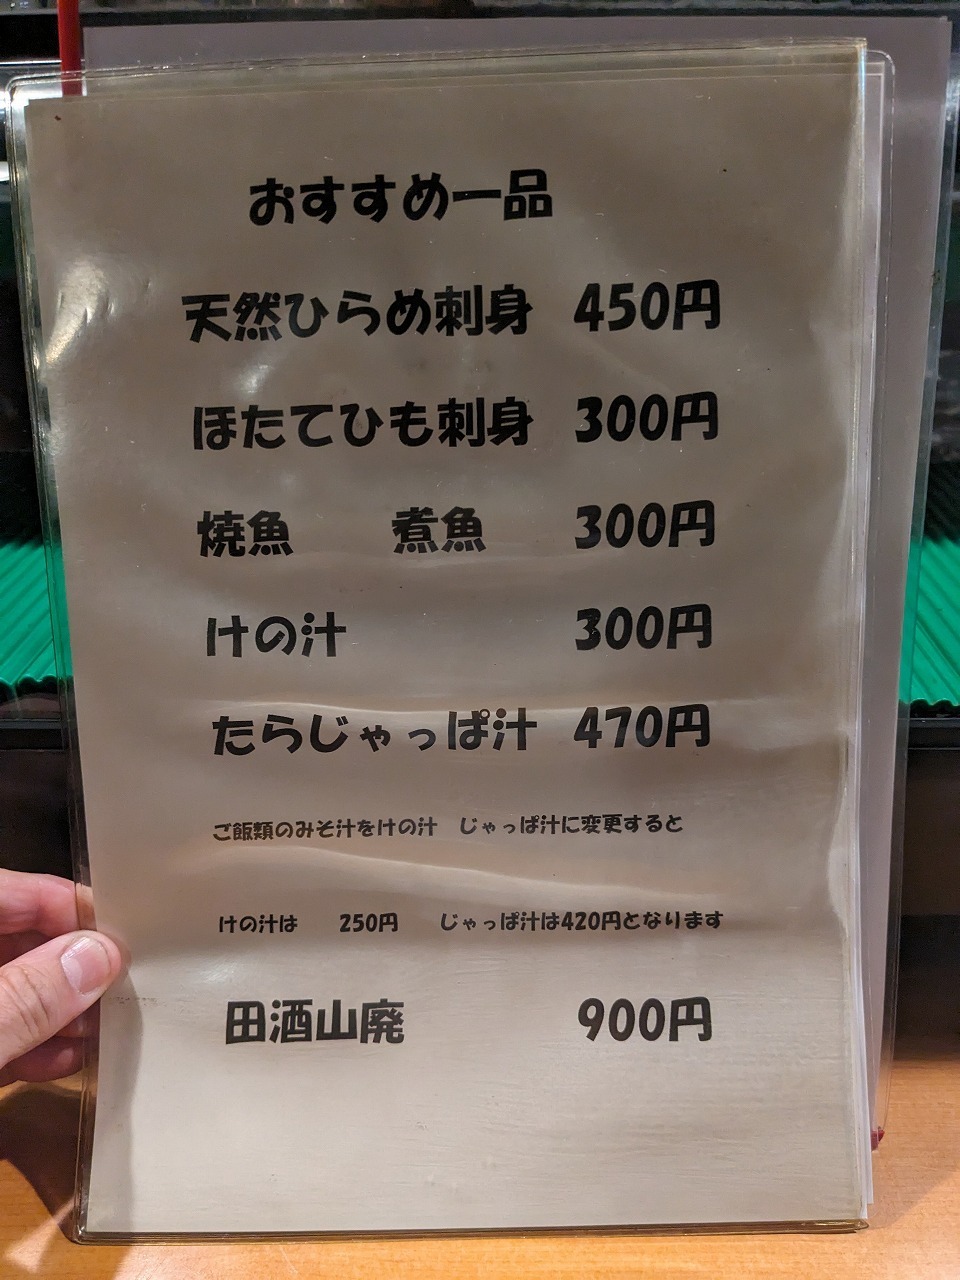 おすすめ一品
天然ひらめ刺身 450円
ほたてひも刺身 300円
焼魚 煮魚 300円
けの汁 300円
たらじゃっぱ汁 470円
ご飯類のみそ汁をけの汁 じゃっぱ汁に変更すると
けの汁は 250円 じゃっぱ汁は420円となります
田酒山廃 900円